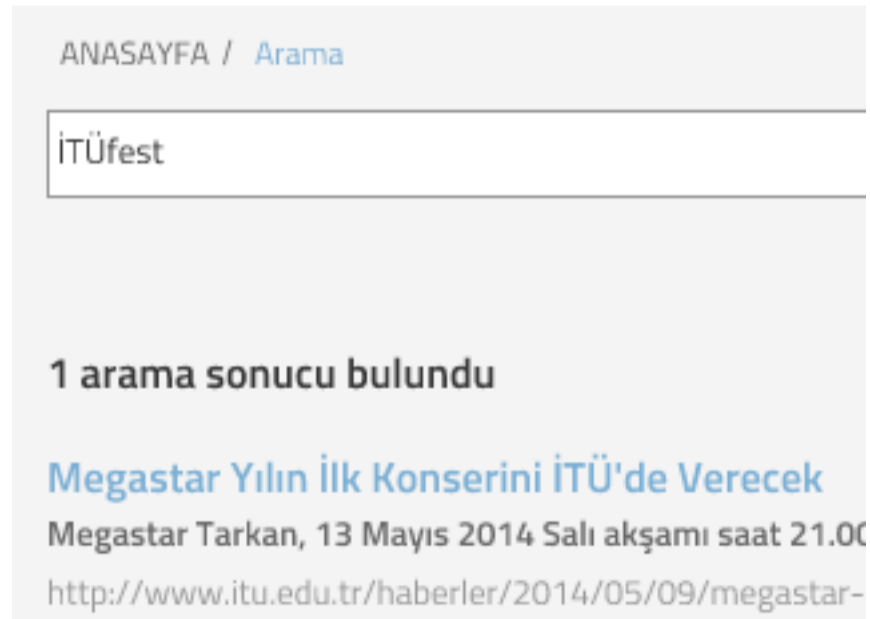 ANASAYFA / Arama
İTÜfest
1 arama sonucu bulundu
Megastar Yılın İlk Konserini İTÜ'de Verecek
Megastar Tarkan, 13 Mayıs 2014 Salı akşamı saat 21.00
http://www.itu.edu.tr/haberler/2014/05/09/megastar-